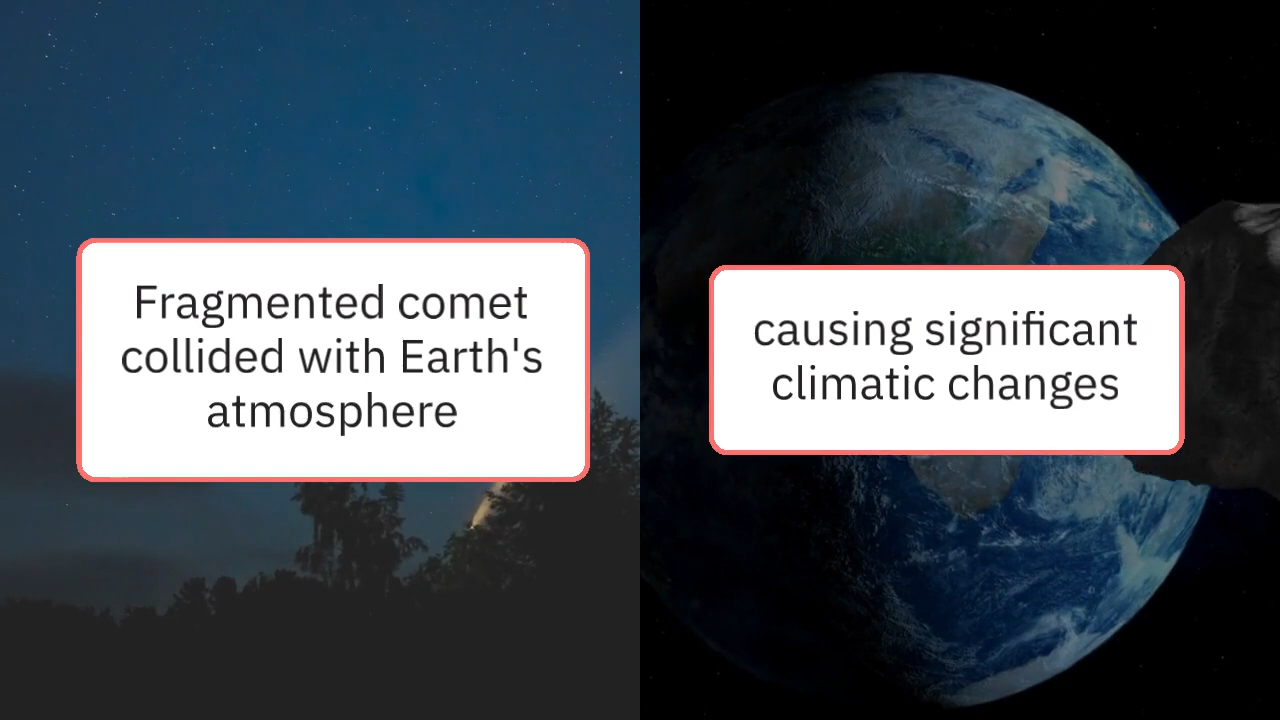 Fragmented comet
collided with Earth's
atmosphere
causing significant
climatic changes